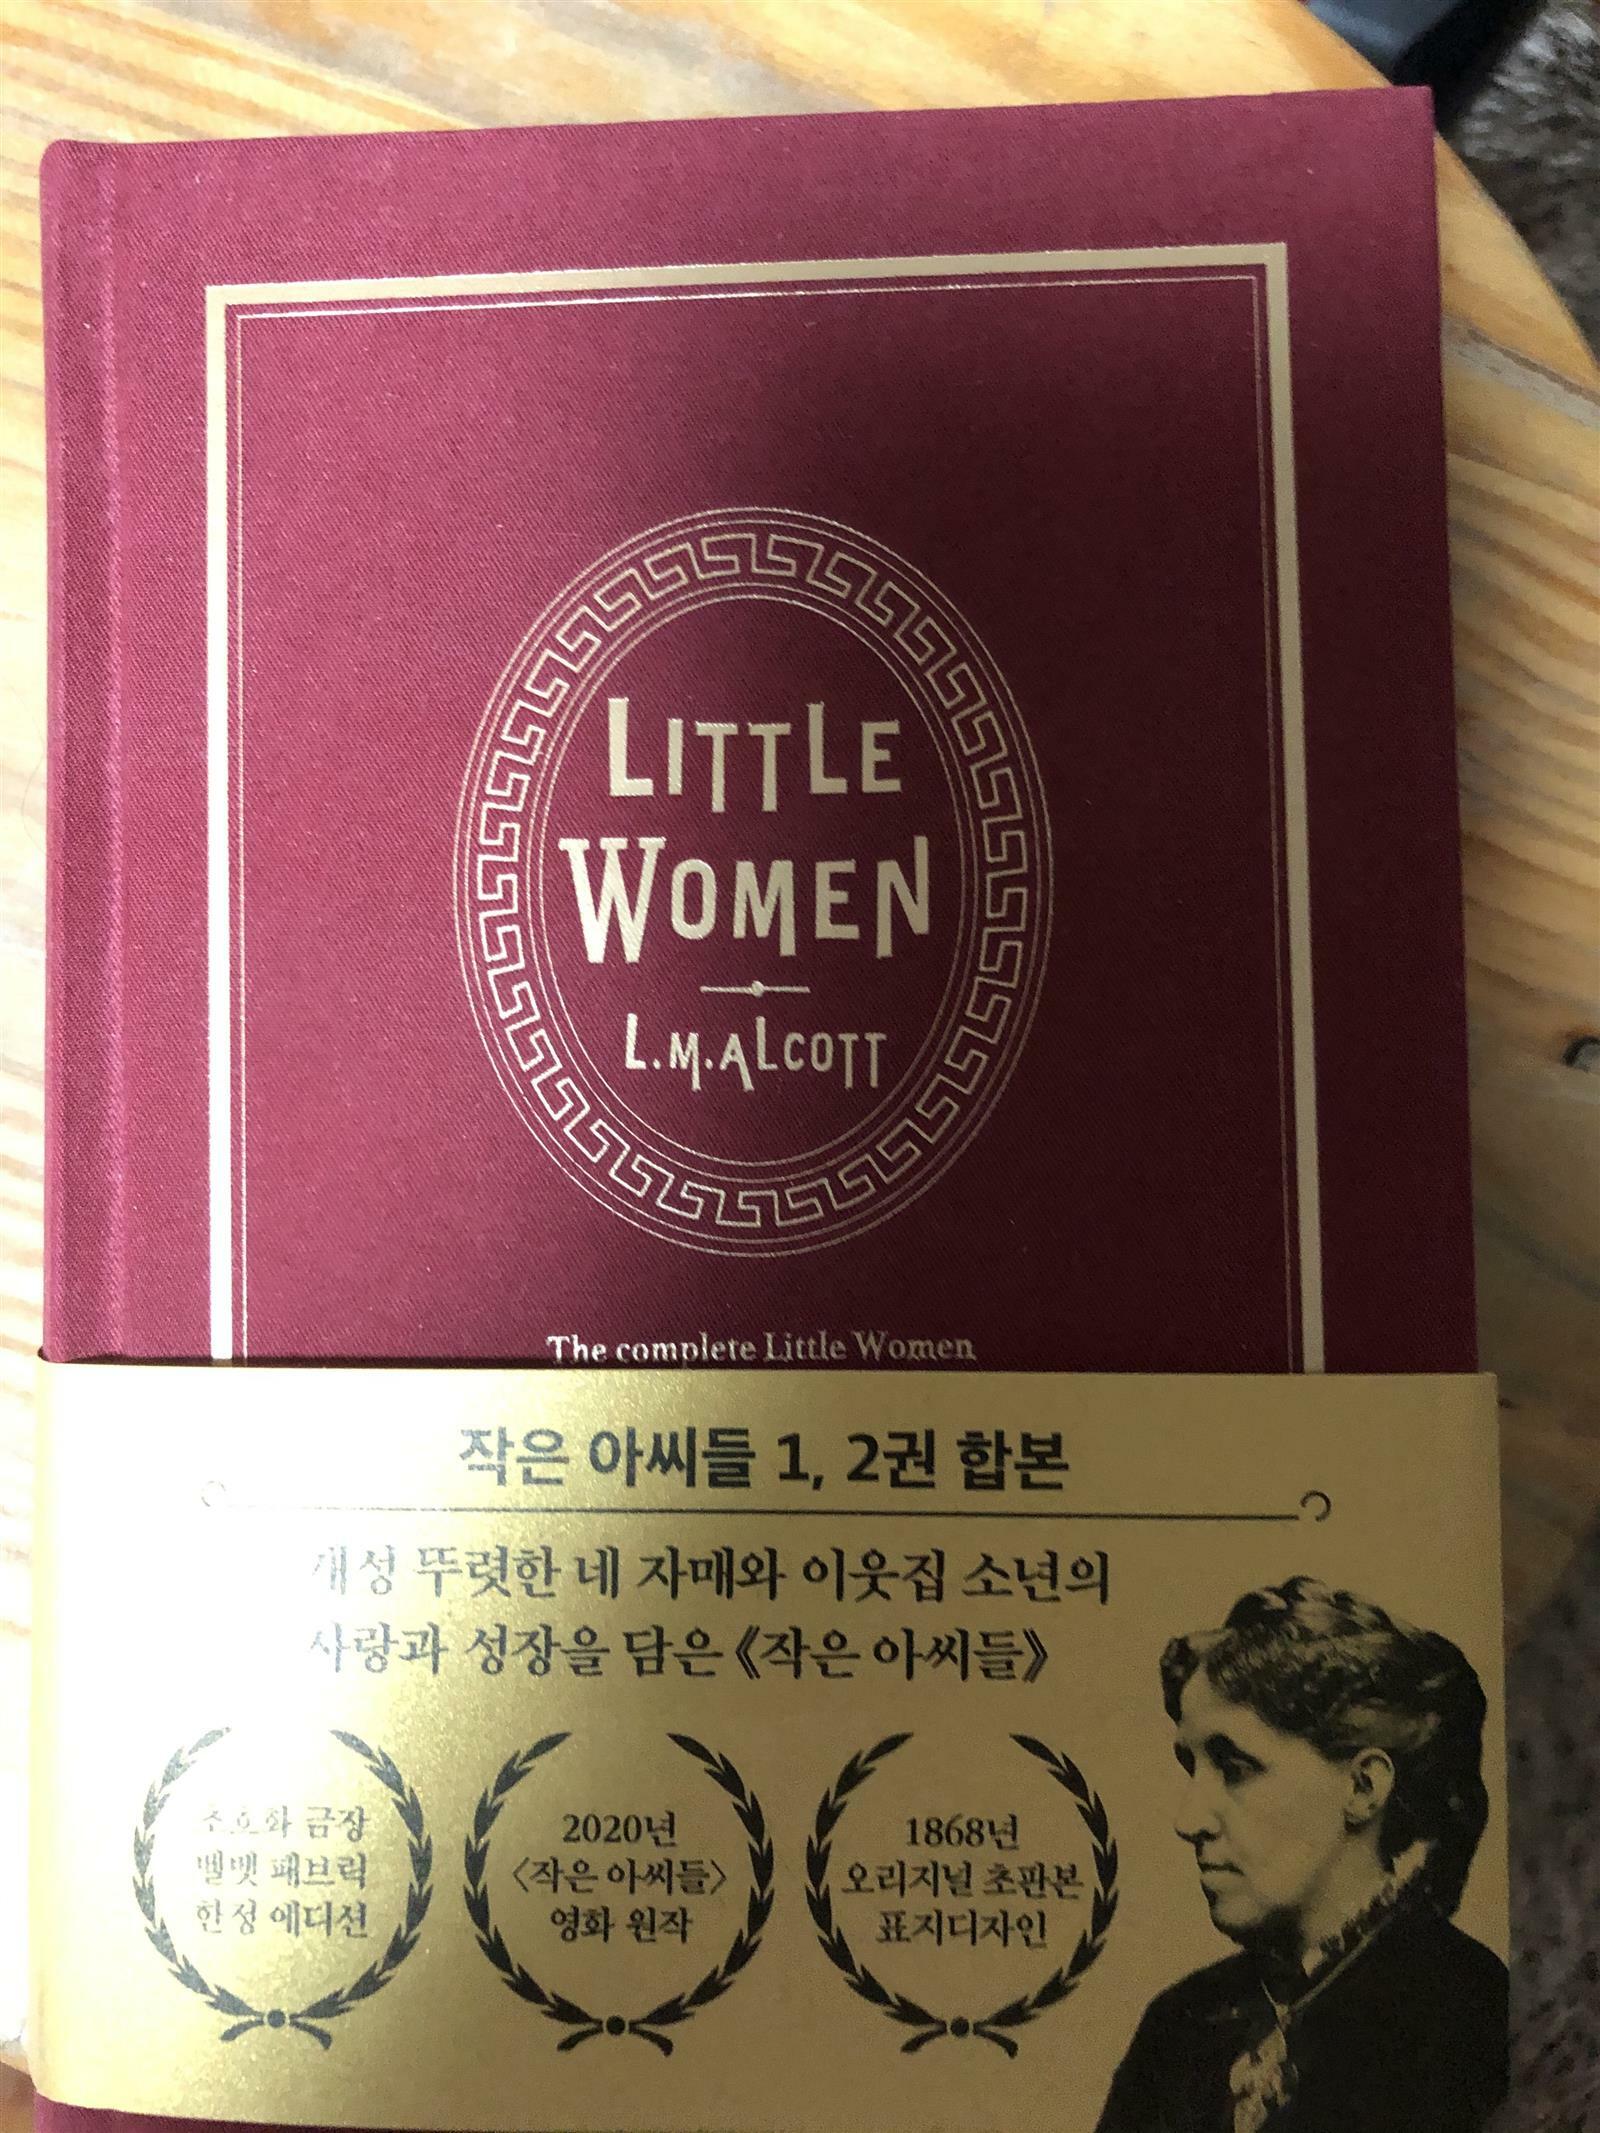 LITTLE
WOMEN
L.M.ALCOTT
The complete Little Women
작은 아씨들 1, 2권 합본
개성 뚜렷한 네 자매와 이웃집 소년의
사랑과 성장을 담은 《작은 아씨들》
초호화 금장
벨벳 패브릭
한정 에디션
2020년
〈작은 아씨들〉
영화 원작
1868년
오리지널 초판본
표지디자인